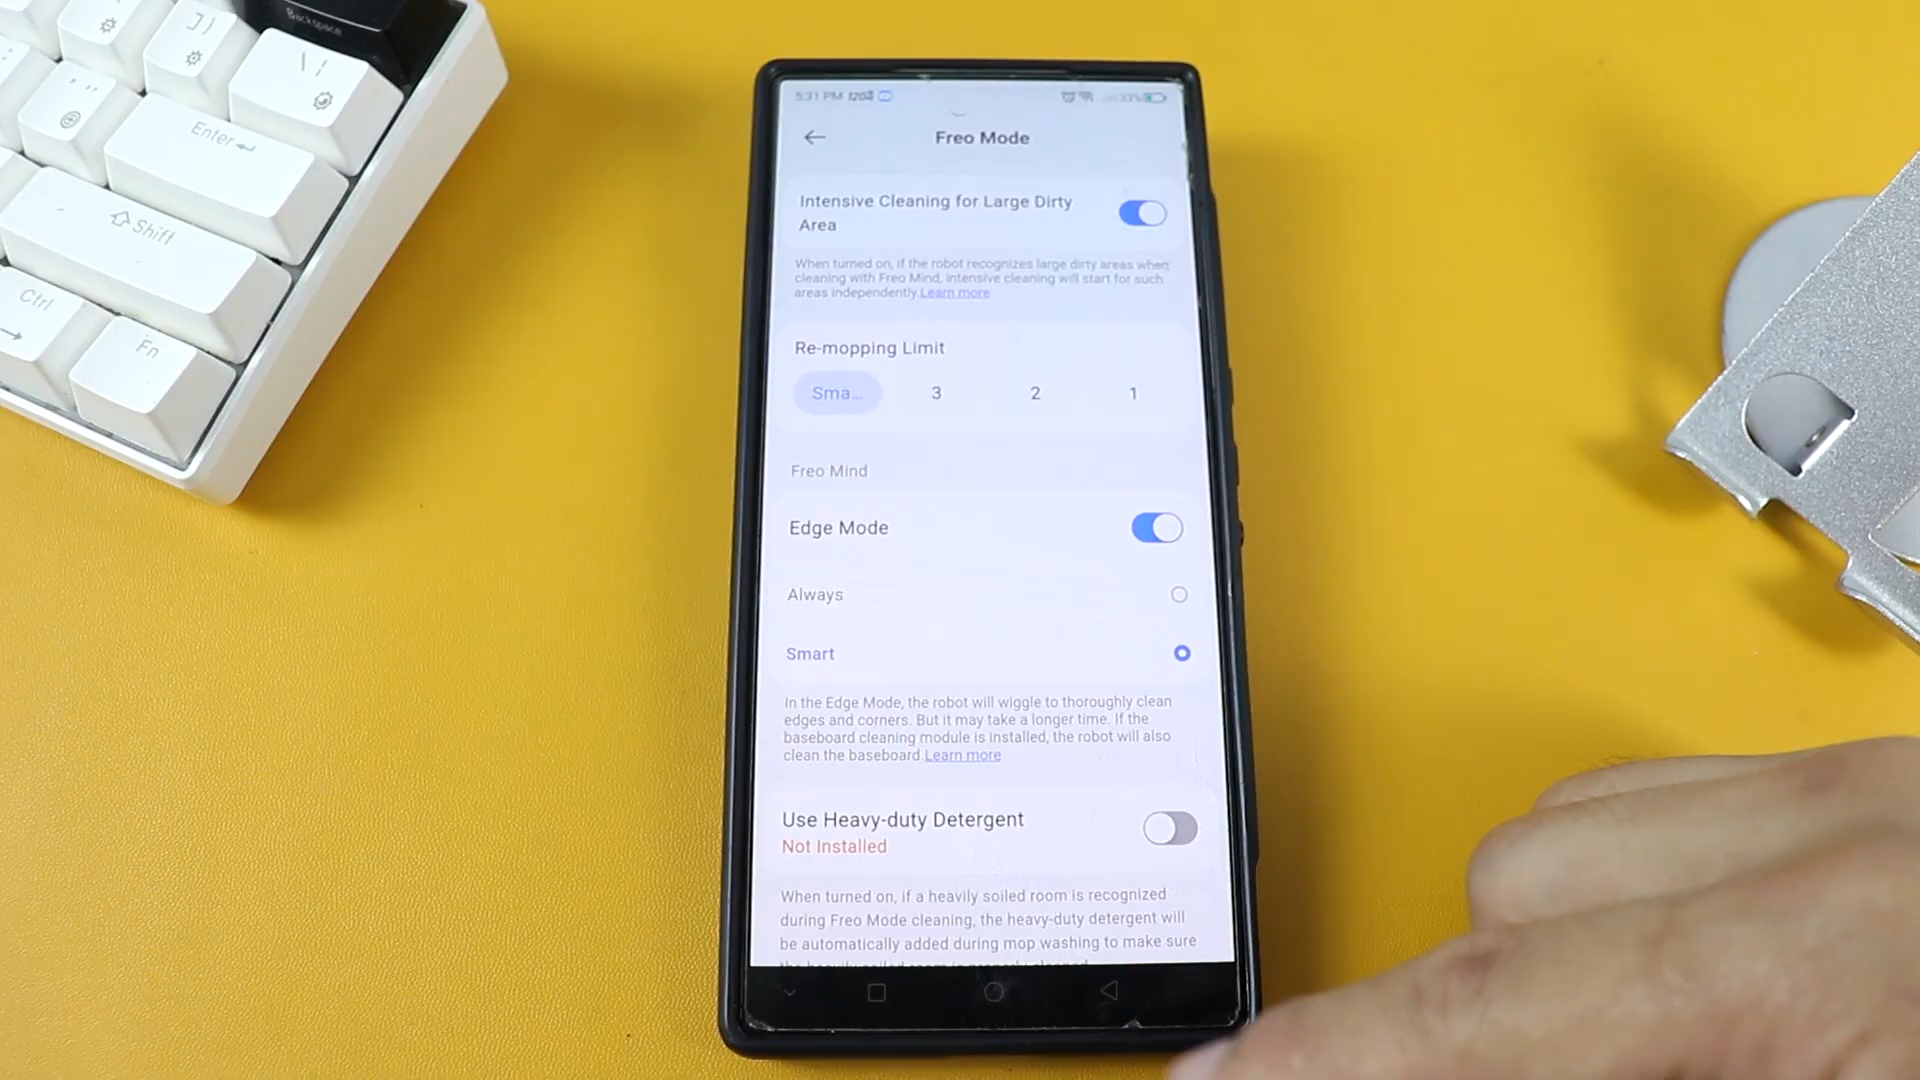 Backspace
] }
\ |
" '
Enter
Shift
Ctrl
Fn
5:31 PM
Freo Mode
Intensive Cleaning for Large Dirty
Area
When turned on, if the robot recognizes large dirty areas when
cleaning with Freo Mind, intensive cleaning will start for such
areas independently.Learn more
Re-mopping Limit
Sma... 3 2 1
Freo Mind
Edge Mode
Always
Smart
In the Edge Mode, the robot will wiggle to thoroughly clean
edges and corners. But it may take a longer time. If the
baseboard cleaning module is installed, the robot will also
clean the baseboard.Learn more
Use Heavy-duty Detergent
Not Installed
When turned on, if a heavily soiled room is recognized
during Freo Mode cleaning, the heavy-duty detergent will
be automatically added during mop washing to make sure